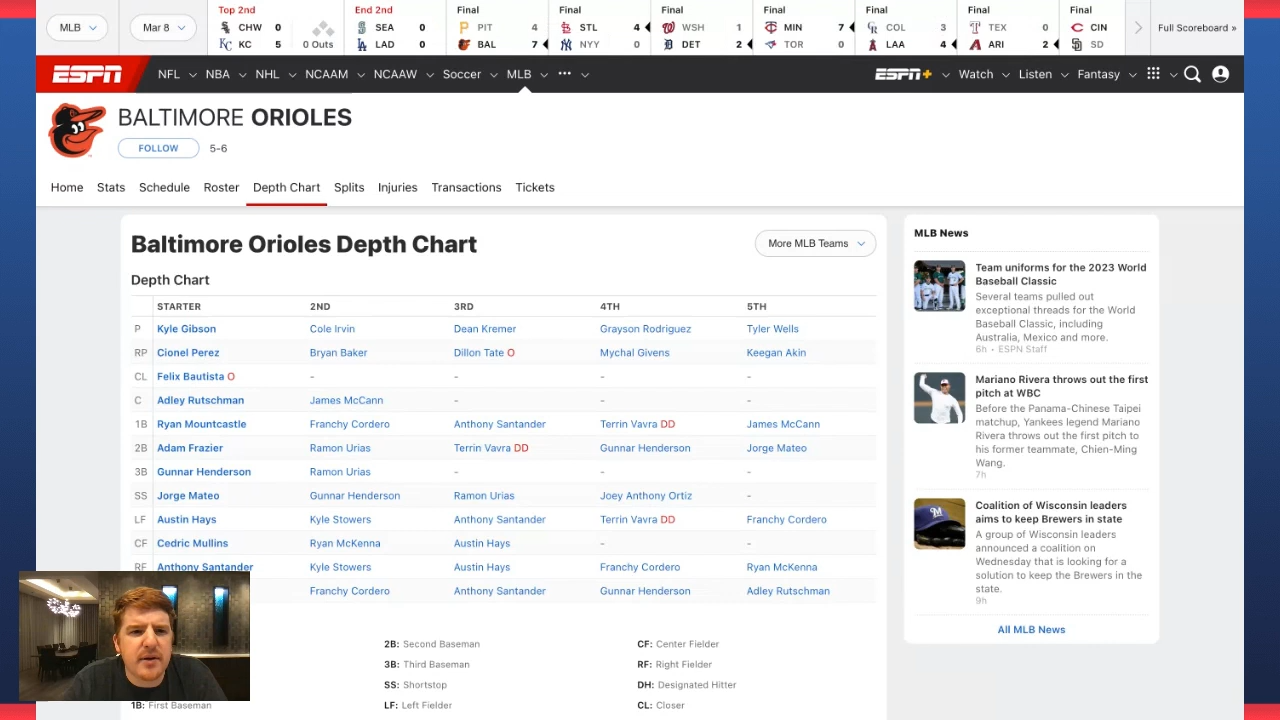 MLB
Mar 8
Top 2nd
CHW 0
KC 5
0 Outs
End 2nd
SEA 0
LAD 0
Final
PIT 4
BAL 7
Final
STL 4
NYY 0
Final
WSH 1
DET 2
Final
MIN 7
TOR 0
Final
COL 3
LAA 4
Final
TEX 0
ARI 2
Final
CIN
SD
Full Scoreboard »
ESPN NFL NBA NHL NCAAM NCAAW Soccer MLB ••• ESPN+ Watch Listen Fantasy
BALTIMORE ORIOLES
FOLLOW 5-6
Home Stats Schedule Roster Depth Chart Splits Injuries Transactions Tickets
Baltimore Orioles Depth Chart
More MLB Teams
Depth Chart
STARTER 2ND 3RD 4TH 5TH
P Kyle Gibson Cole Irvin Dean Kremer Grayson Rodriguez Tyler Wells
RP Cionel Perez Bryan Baker Dillon Tate O Mychal Givens Keegan Akin
CL Felix Bautista O - - - -
C Adley Rutschman James McCann - - -
1B Ryan Mountcastle Franchy Cordero Anthony Santander Terrin Vavra DD James McCann
2B Adam Frazier Ramon Urias Terrin Vavra DD Gunnar Henderson Jorge Mateo
3B Gunnar Henderson Ramon Urias - - -
SS Jorge Mateo Gunnar Henderson Ramon Urias Joey Anthony Ortiz -
LF Austin Hays Kyle Stowers Anthony Santander Terrin Vavra DD Franchy Cordero
CF Cedric Mullins Ryan McKenna Austin Hays - -
RF Anthony Santander Kyle Stowers Austin Hays Franchy Cordero Ryan McKenna
Franchy Cordero Anthony Santander Gunnar Henderson Adley Rutschman
2B: Second Baseman CF: Center Fielder
3B: Third Baseman RF: Right Fielder
SS: Shortstop DH: Designated Hitter
1B: First Baseman LF: Left Fielder CL: Closer
MLB News
Team uniforms for the 2023 World
Baseball Classic
Several teams pulled out
exceptional threads for the World
Baseball Classic, including
Australia, Mexico and more.
6h • ESPN Staff
Mariano Rivera throws out the first
pitch at WBC
Before the Panama-Chinese Taipei
matchup, Yankees legend Mariano
Rivera throws out the first pitch to
his former teammate, Chien-Ming
Wang.
7h
Coalition of Wisconsin leaders
aims to keep Brewers in state
A group of Wisconsin leaders
announced a coalition on
Wednesday that is looking for a
solution to keep the Brewers in the
state.
9h
All MLB News